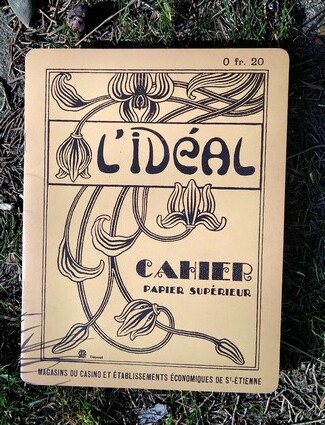 0 fr. 20
L'iDéAL
CAHIER
PAPIER SUPÉRIEUR
Déposé
MAGASINS DU CASINO ET ÉTABLISSEMENTS ÉCONOMIQUES DE ST-ÉTIENNE